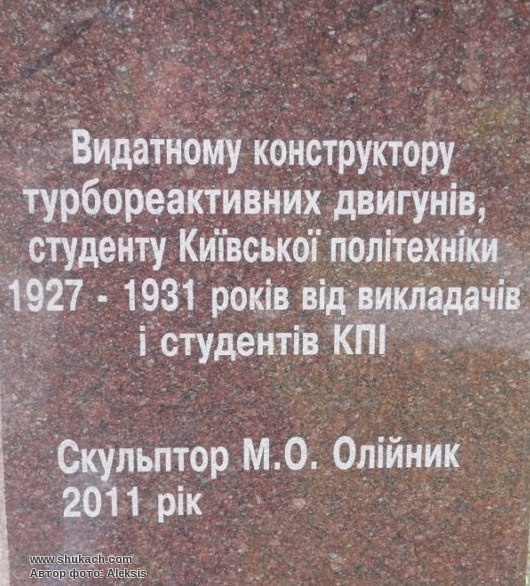 Видатному конструктору
турбореактивних двигунів,
студенту Київської політехніки
1927 - 1931 років від викладачів
і студентів КПІ
Скульптор М.О. Олійник
2011 рік
www.shukach.com
Автор фото: Aleksis